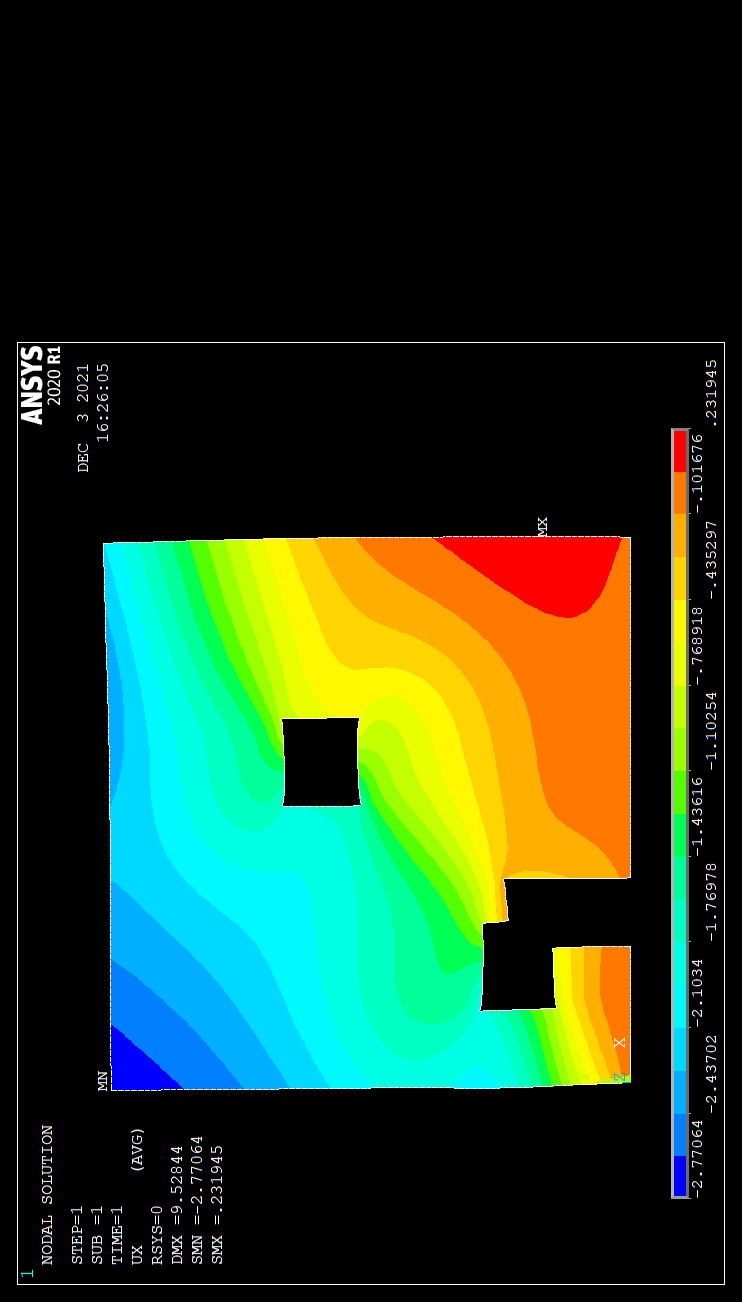 1
NODAL SOLUTION
STEP=1
SUB =1
TIME=1
UX (AVG)
RSYS=0
DMX =9.52844
SMN =-2.77064
SMX =.231945
ANSYS
2020 R1
DEC 3 2021
16:26:05
MN
MX
X
Z
-2.77064
-2.43702
-2.1034
-1.76978
-1.43616
-1.10254
-.768918
-.435297
-.101676
.231945